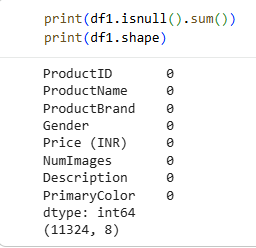 print(df1.isnull().sum())
print(df1.shape)
ProductID 0
ProductName 0
ProductBrand 0
Gender 0
Price (INR) 0
NumImages 0
Description 0
PrimaryColor 0
dtype: int64
(11324, 8)